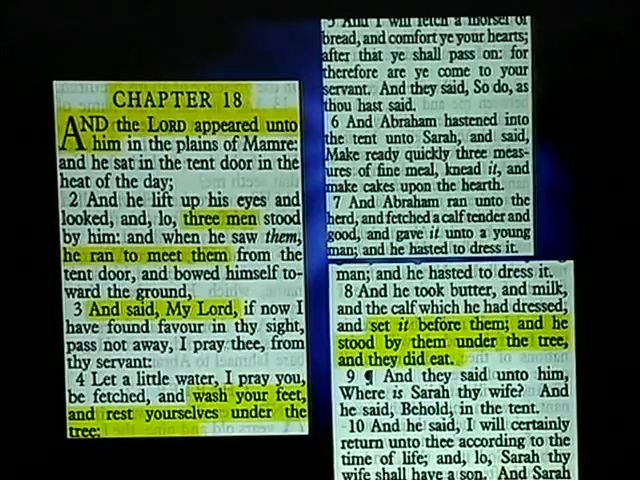 CHAPTER 18
AND the LORD appeared unto
him in the plains of Mamre:
and he sat in the tent door in the
heat of the day;
2 And he lift up his eyes and
looked, and, lo, three men stood
by him: and when he saw them,
he ran to meet them from the
tent door, and bowed himself to-
ward the ground,
3 And said, My Lord, if now I
have found favour in thy sight,
pass not away, I pray thee, from
thy servant:
4 Let a little water, I pray you,
be fetched, and wash your feet,
and rest yourselves under the
tree:
5 And I will fetch a morsel of
bread, and comfort ye your hearts;
after that ye shall pass on: for
therefore are ye come to your
servant. And they said, So do, as
thou hast said.
6 And Abraham hastened into
the tent unto Sarah, and said,
Make ready quickly three meas-
ures of fine meal, knead it, and
make cakes upon the hearth.
7 And Abraham ran unto the
herd, and fetched a calf tender and
good, and gave it unto a young
man; and he hasted to dress it.
man; and he hasted to dress it.
8 And he took butter, and milk,
and the calf which he had dressed,
and set it before them; and he
stood by them under the tree,
and they did eat.
9 ¶ And they said unto him,
Where is Sarah thy wife? And
he said, Behold, in the tent.
10 And he said, I will certainly
return unto thee according to the
time of life; and, lo, Sarah thy
wife shall have a son. And Sarah